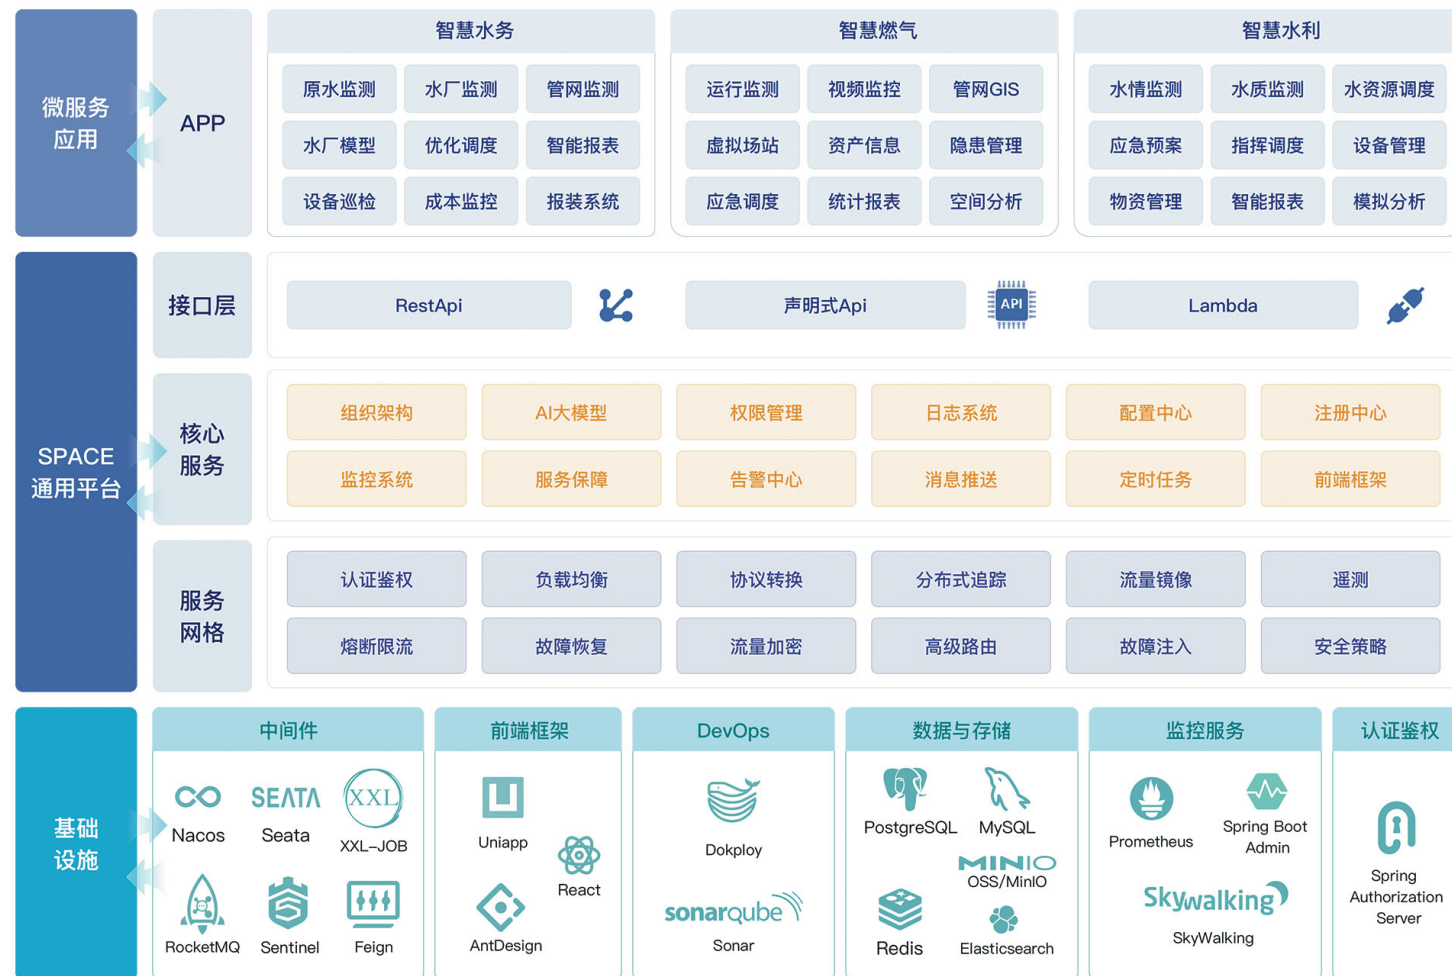 微服务
应用
APP
智慧水务
原水监测 水厂监测 管网监测
水厂模型 优化调度 智能报表
设备巡检 成本监控 报装系统
智慧燃气
运行监测 视频监控 管网GIS
虚拟场站 资产信息 隐患管理
应急调度 统计报表 空间分析
智慧水利
水情监测 水质监测 水资源调度
应急预案 指挥调度 设备管理
物资管理 智能报表 模拟分析
SPACE
通用平台
接口层
RestApi 声明式Api API Lambda
核心
服务
组织架构 AI大模型 权限管理 日志系统 配置中心 注册中心
监控系统 服务保障 告警中心 消息推送 定时任务 前端框架
服务
网格
认证鉴权 负载均衡 协议转换 分布式追踪 流量镜像 遥测
熔断限流 故障恢复 流量加密 高级路由 故障注入 安全策略
基础
设施
中间件
SEATA XXL
Nacos Seata XXL-JOB
RocketMQ Sentinel Feign
前端框架
Uniapp
React
AntDesign
DevOps
Dokploy
sonarqube
Sonar
数据与存储
PostgreSQL MySQL
MINIO
OSS/MinIO
Redis Elasticsearch
监控服务
Prometheus
Spring Boot
Admin
Skywalking
SkyWalking
认证鉴权
Spring
Authorization
Server